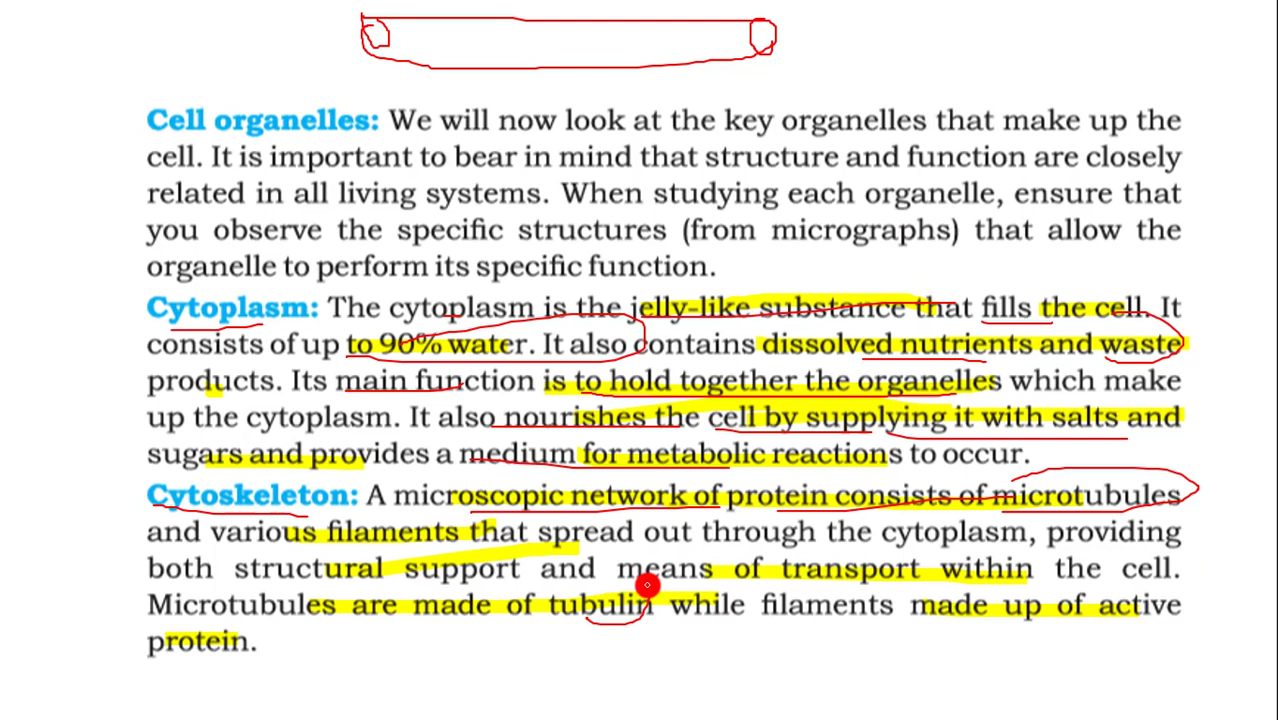 Cell organelles: We will now look at the key organelles that make up the
cell. It is important to bear in mind that structure and function are closely
related in all living systems. When studying each organelle, ensure that
you observe the specific structures (from micrographs) that allow the
organelle to perform its specific function.
Cytoplasm: The cytoplasm is the jelly-like substance that fills the cell. It
consists of up to 90% water. It also contains dissolved nutrients and waste
products. Its main function is to hold together the organelles which make
up the cytoplasm. It also nourishes the cell by supplying it with salts and
sugars and provides a medium for metabolic reactions to occur.
Cytoskeleton: A microscopic network of protein consists of microtubules
and various filaments that spread out through the cytoplasm, providing
both structural support and means of transport within the cell.
Microtubules are made of tubulin while filaments made up of active
protein.